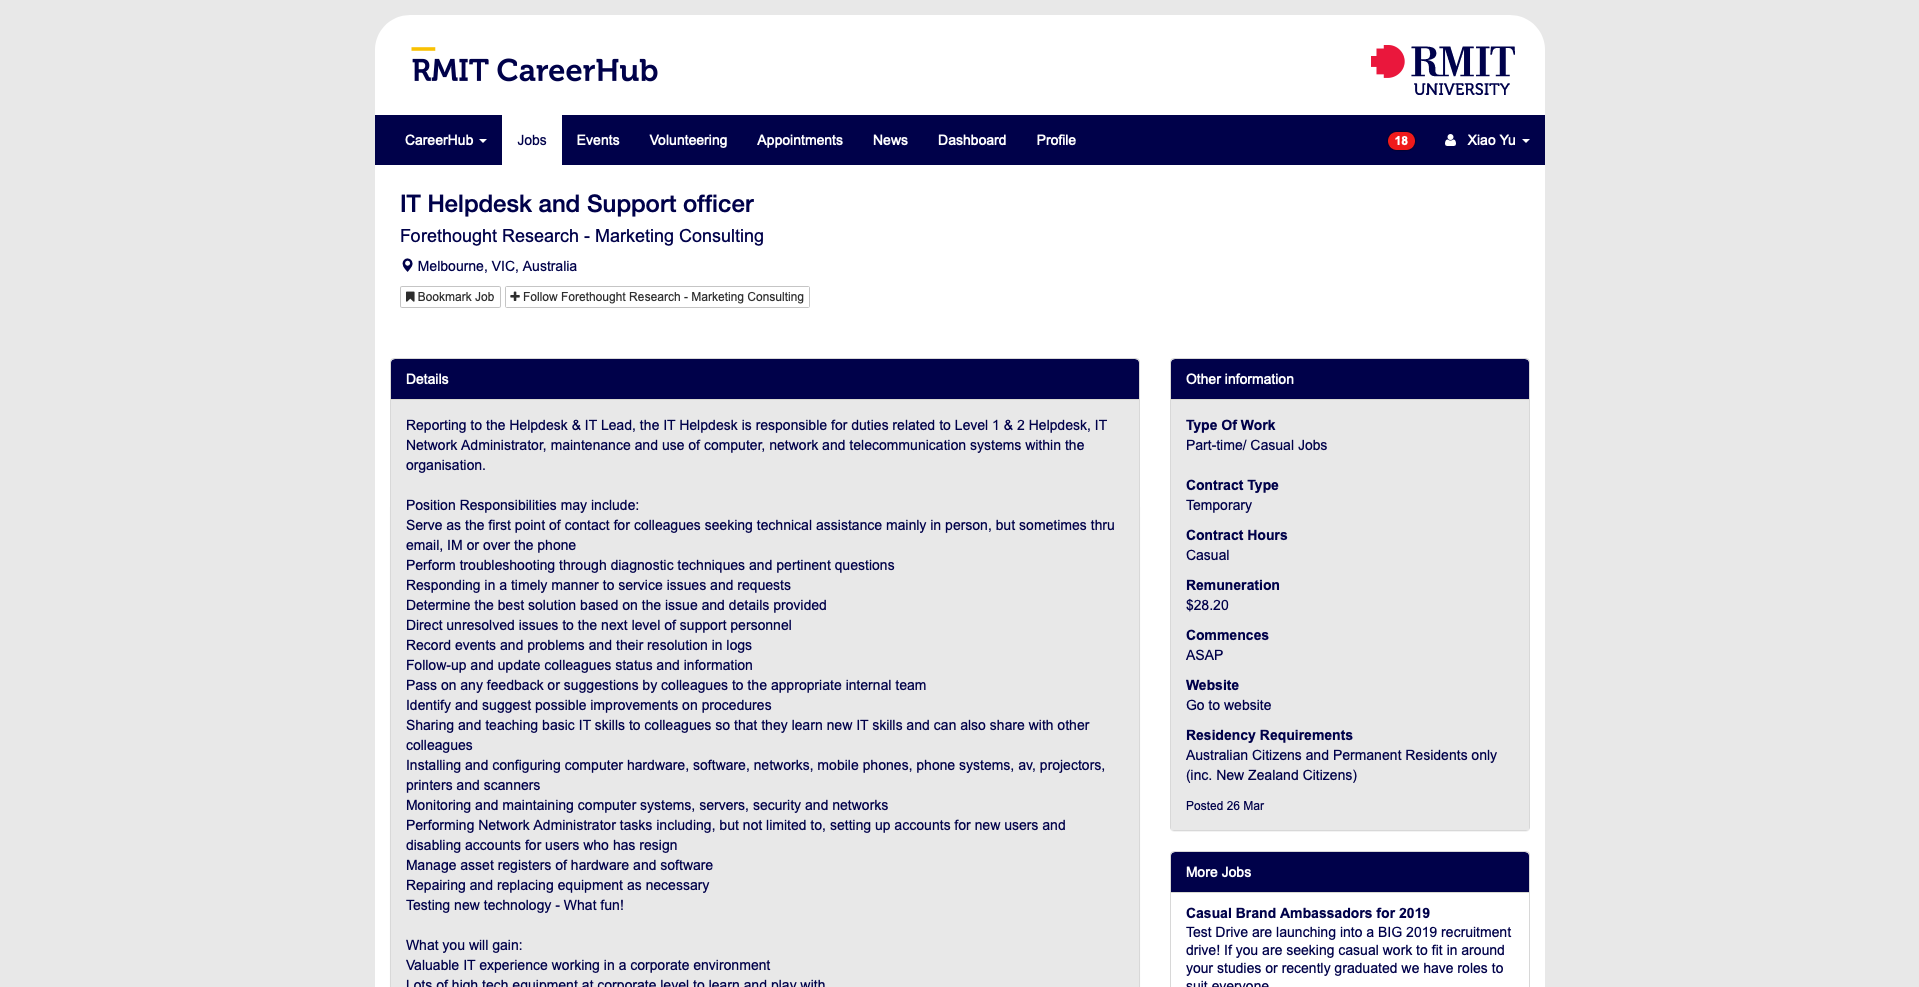 RMIT CareerHub
RMIT
UNIVERSITY
CareerHub Jobs Events Volunteering Appointments News Dashboard Profile 18 Xiao Yu
IT Helpdesk and Support officer
Forethought Research - Marketing Consulting
Melbourne, VIC, Australia
Bookmark Job Follow Forethought Research - Marketing Consulting
Details
Reporting to the Helpdesk & IT Lead, the IT Helpdesk is responsible for duties related to Level 1 & 2 Helpdesk, IT
Network Administrator, maintenance and use of computer, network and telecommunication systems within the
organisation.
Position Responsibilities may include:
Serve as the first point of contact for colleagues seeking technical assistance mainly in person, but sometimes thru
email, IM or over the phone
Perform troubleshooting through diagnostic techniques and pertinent questions
Responding in a timely manner to service issues and requests
Determine the best solution based on the issue and details provided
Direct unresolved issues to the next level of support personnel
Record events and problems and their resolution in logs
Follow-up and update colleagues status and information
Pass on any feedback or suggestions by colleagues to the appropriate internal team
Identify and suggest possible improvements on procedures
Sharing and teaching basic IT skills to colleagues so that they learn new IT skills and can also share with other
colleagues
Installing and configuring computer hardware, software, networks, mobile phones, phone systems, av, projectors,
printers and scanners
Monitoring and maintaining computer systems, servers, security and networks
Performing Network Administrator tasks including, but not limited to, setting up accounts for new users and
disabling accounts for users who has resign
Manage asset registers of hardware and software
Repairing and replacing equipment as necessary
Testing new technology - What fun!
What you will gain:
Valuable IT experience working in a corporate environment
Lots of high tech equipment at corporate level to learn and play with
Other information
Type Of Work
Part-time/ Casual Jobs
Contract Type
Temporary
Contract Hours
Casual
Remuneration
$28.20
Commences
ASAP
Website
Go to website
Residency Requirements
Australian Citizens and Permanent Residents only
(inc. New Zealand Citizens)
Posted 26 Mar
More Jobs
Casual Brand Ambassadors for 2019
Test Drive are launching into a BIG 2019 recruitment
drive! If you are seeking casual work to fit in around
your studies or recently graduated we have roles to
suit everyone